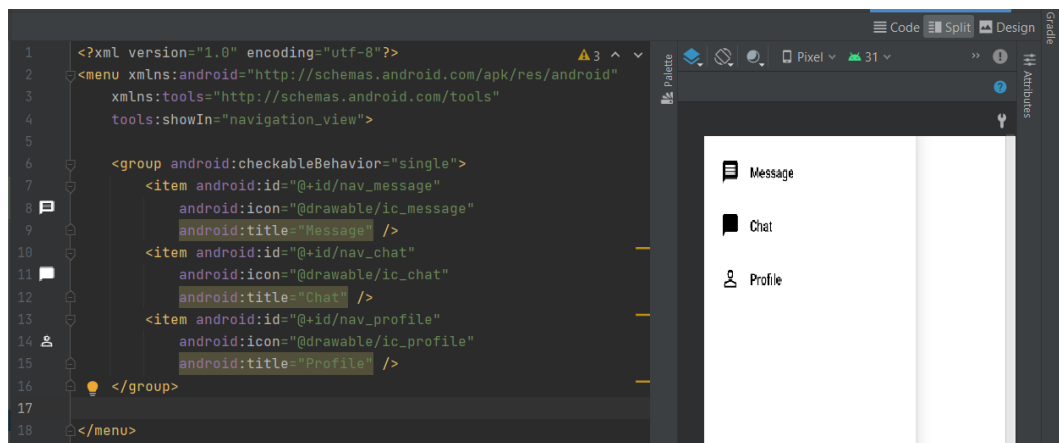 Code Split Design
Gradle
1 <?xml version="1.0" encoding="utf-8"?>
3
2 <menu xmlns:android="http://schemas.android.com/apk/res/android"
3 xmlns:tools="http://schemas.android.com/tools"
4 tools:showIn="navigation_view">
5
6 <group android:checkableBehavior="single">
7 <item android:id="@+id/nav_message"
8 android:icon="@drawable/ic_message"
9 android:title="Message" />
10 <item android:id="@+id/nav_chat"
11 android:icon="@drawable/ic_chat"
12 android:title="Chat" />
13 <item android:id="@+id/nav_profile"
14 android:icon="@drawable/ic_profile"
15 android:title="Profile" />
16 </group>
17
18 </menu>
Palette
Pixel 31 »
Attributes
Message
Chat
Profile